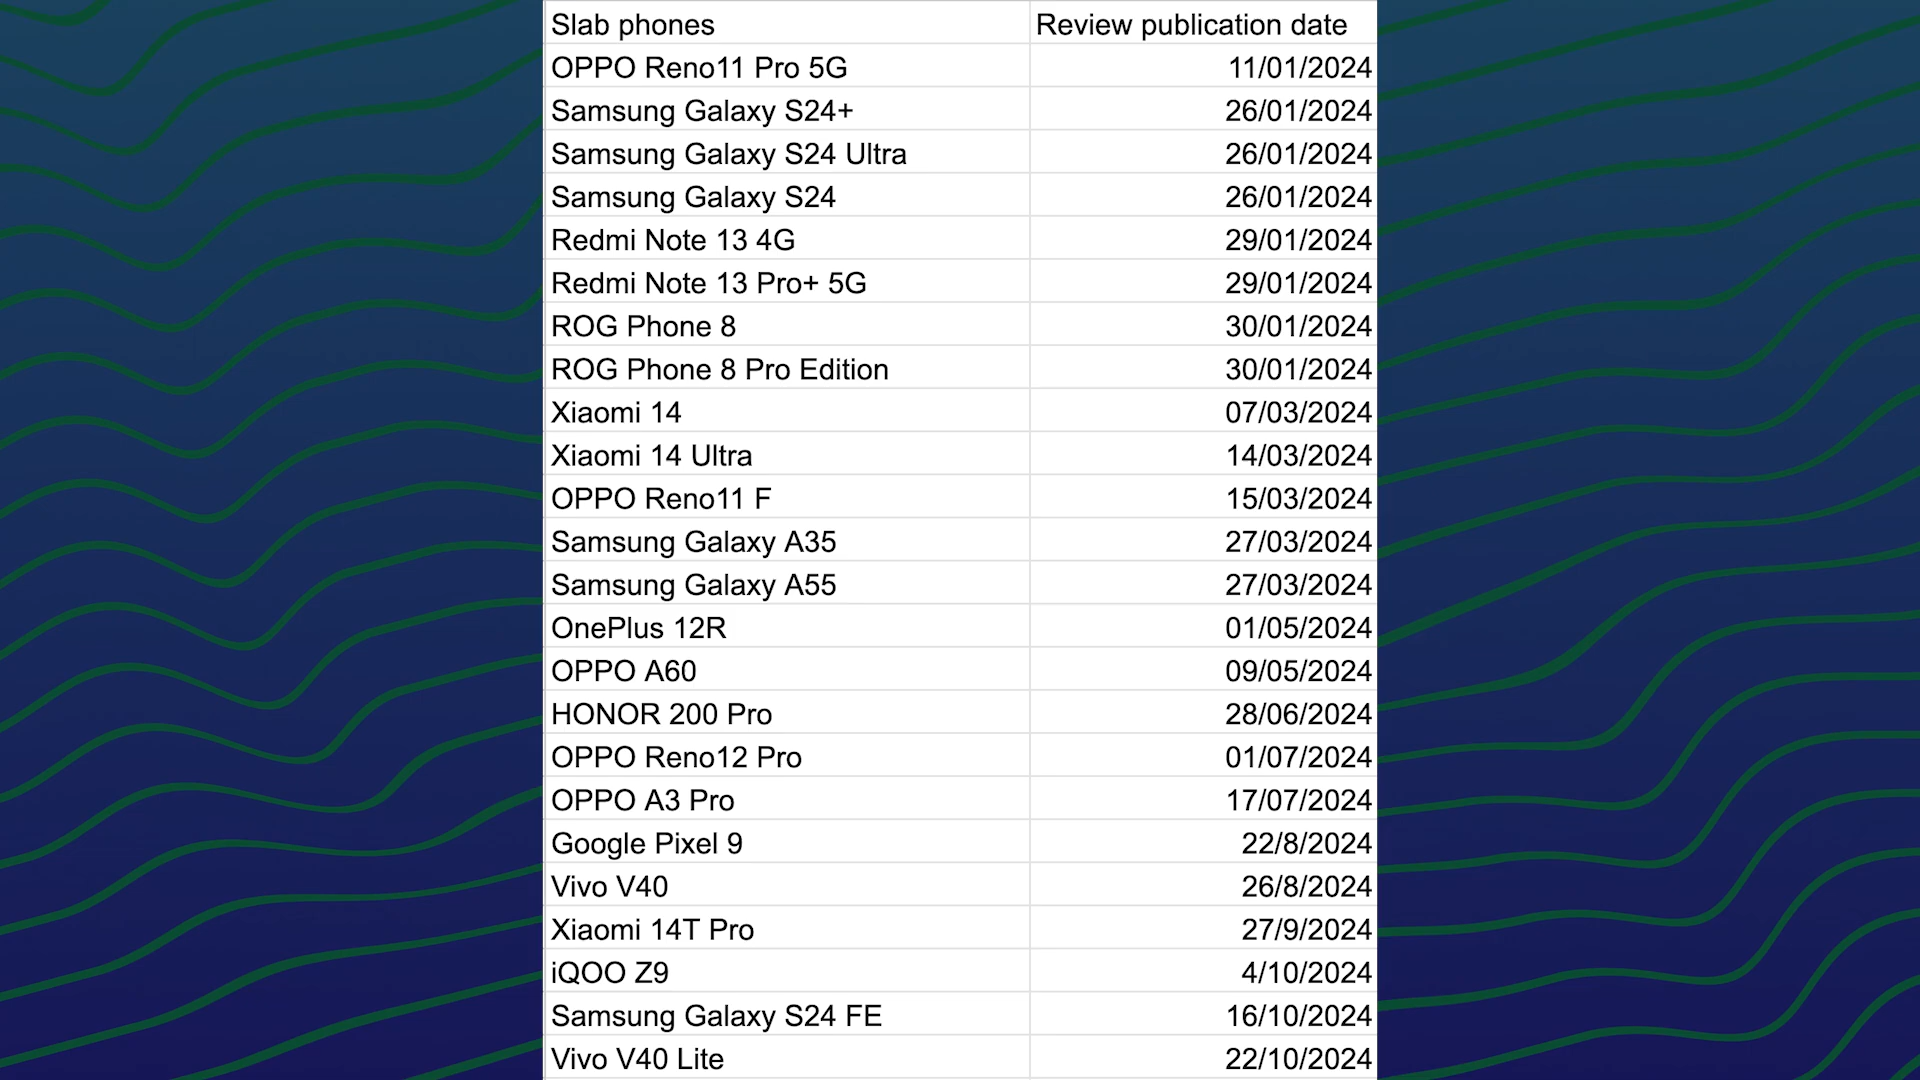 Slab phones Review publication date
OPPO Reno11 Pro 5G 11/01/2024
Samsung Galaxy S24+ 26/01/2024
Samsung Galaxy S24 Ultra 26/01/2024
Samsung Galaxy S24 26/01/2024
Redmi Note 13 4G 29/01/2024
Redmi Note 13 Pro+ 5G 29/01/2024
ROG Phone 8 30/01/2024
ROG Phone 8 Pro Edition 30/01/2024
Xiaomi 14 07/03/2024
Xiaomi 14 Ultra 14/03/2024
OPPO Reno11 F 15/03/2024
Samsung Galaxy A35 27/03/2024
Samsung Galaxy A55 27/03/2024
OnePlus 12R 01/05/2024
OPPO A60 09/05/2024
HONOR 200 Pro 28/06/2024
OPPO Reno12 Pro 01/07/2024
OPPO A3 Pro 17/07/2024
Google Pixel 9 22/8/2024
Vivo V40 26/8/2024
Xiaomi 14T Pro 27/9/2024
iQOO Z9 4/10/2024
Samsung Galaxy S24 FE 16/10/2024
Vivo V40 Lite 22/10/2024